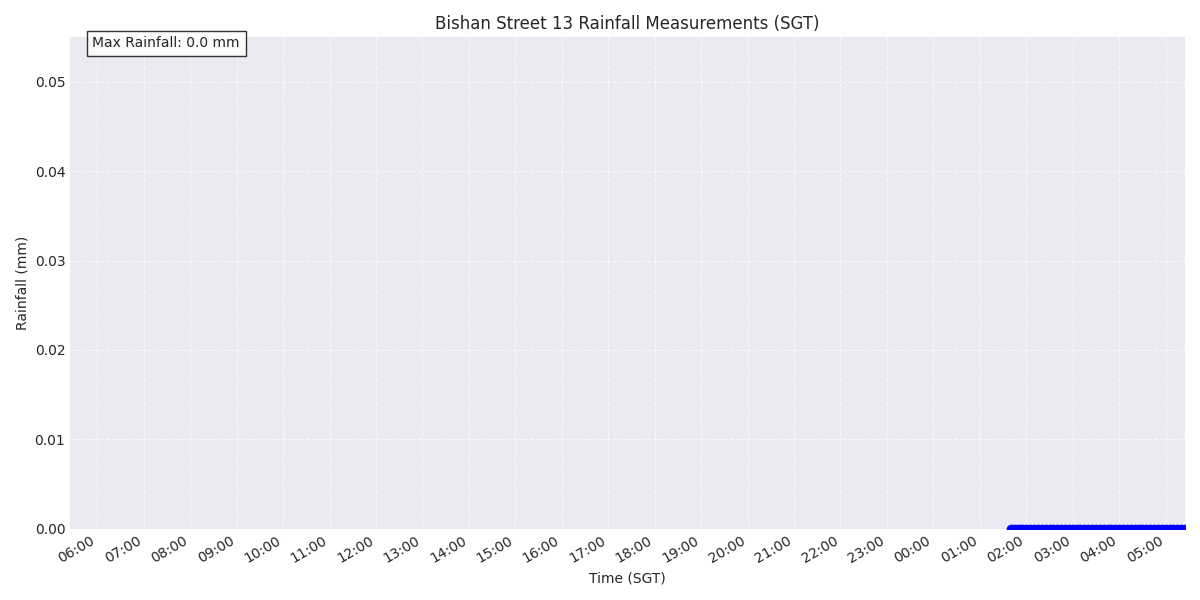 Bishan Street 13 Rainfall Measurements (SGT)
Max Rainfall: 0.0 mm
Rainfall (mm)
0.05
0.04
0.03
0.02
0.01
0.00
06:00 07:00 08:00 09:00 10:00 11:00 12:00 13:00 14:00 15:00 16:00 17:00 18:00 19:00 20:00 21:00 22:00 23:00 00:00 01:00 02:00 03:00 04:00 05:00
Time (SGT)